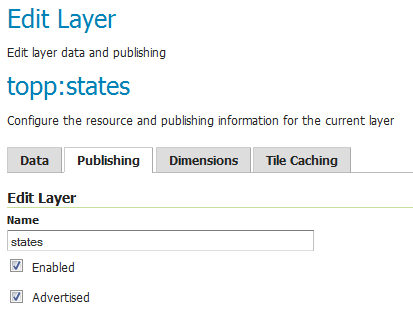 Edit Layer
Edit layer data and publishing
topp:states
Configure the resource and publishing information for the current layer
Data Publishing Dimensions Tile Caching
Edit Layer
Name
states
Enabled
Advertised